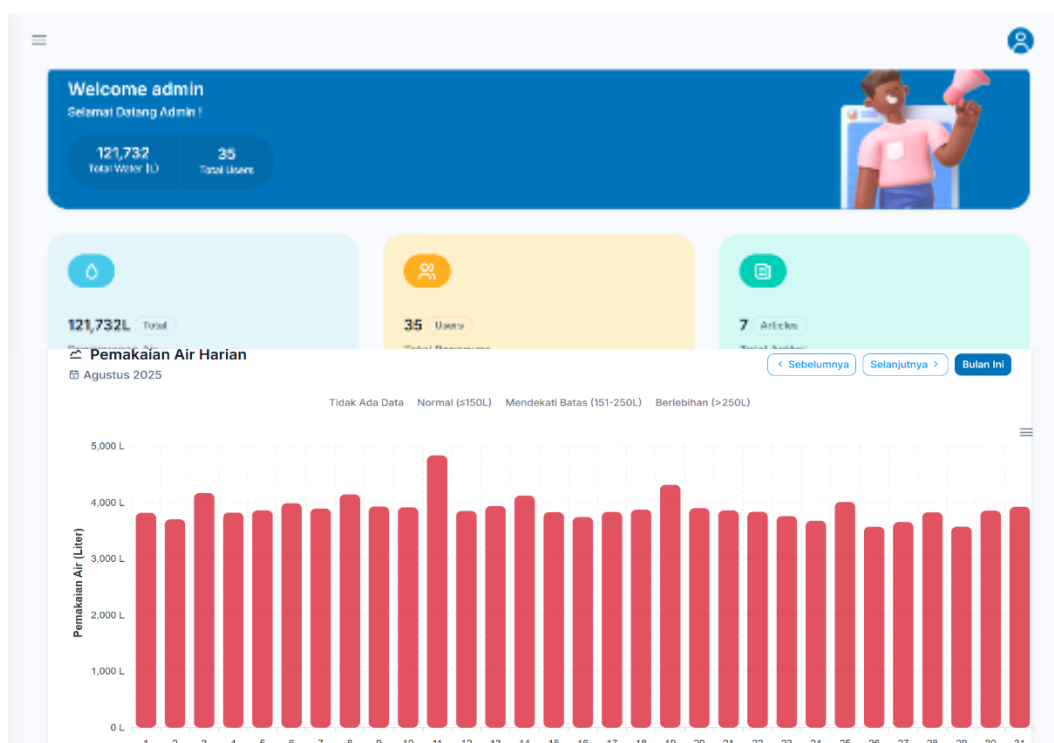 Welcome admin
Selamat Datang Admin !
121,732 35
Total Water (L) Total Users
121,732L Total 35 Users 7 Articles
Pemakaian Air Harian
Agustus 2025
Sebelumnya Selanjutnya Bulan Ini
Tidak Ada Data Normal (≤150L) Mendekati Batas (151-250L) Berlebihan (>250L)
Pemakaian Air (Liter)
5,000 L
4,000 L
3,000 L
2,000 L
1,000 L
0 L
1 2 3 4 5 6 7 8 9 10 11 12 13 14 15 16 17 18 19 20 21 22 23 24 25 26 27 28 29 30 31